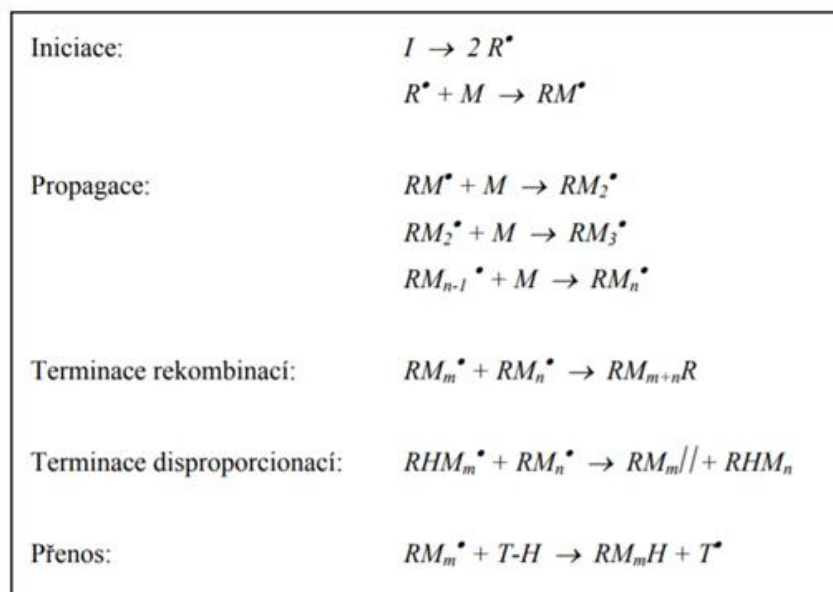 Iniciace: I → 2 R•
R• + M → RM•
Propagace: RM• + M → RM₂•
RM₂• + M → RM₃•
RMₙ₋₁• + M → RMₙ•
Terminace rekombinací: RMₘ• + RMₙ• → RMₘ₊ₙR
Terminace disproporcionací: RHMₘ• + RMₙ• → RMₘ// + RHMₙ
Přenos: RMₘ• + T-H → RMₘH + T•